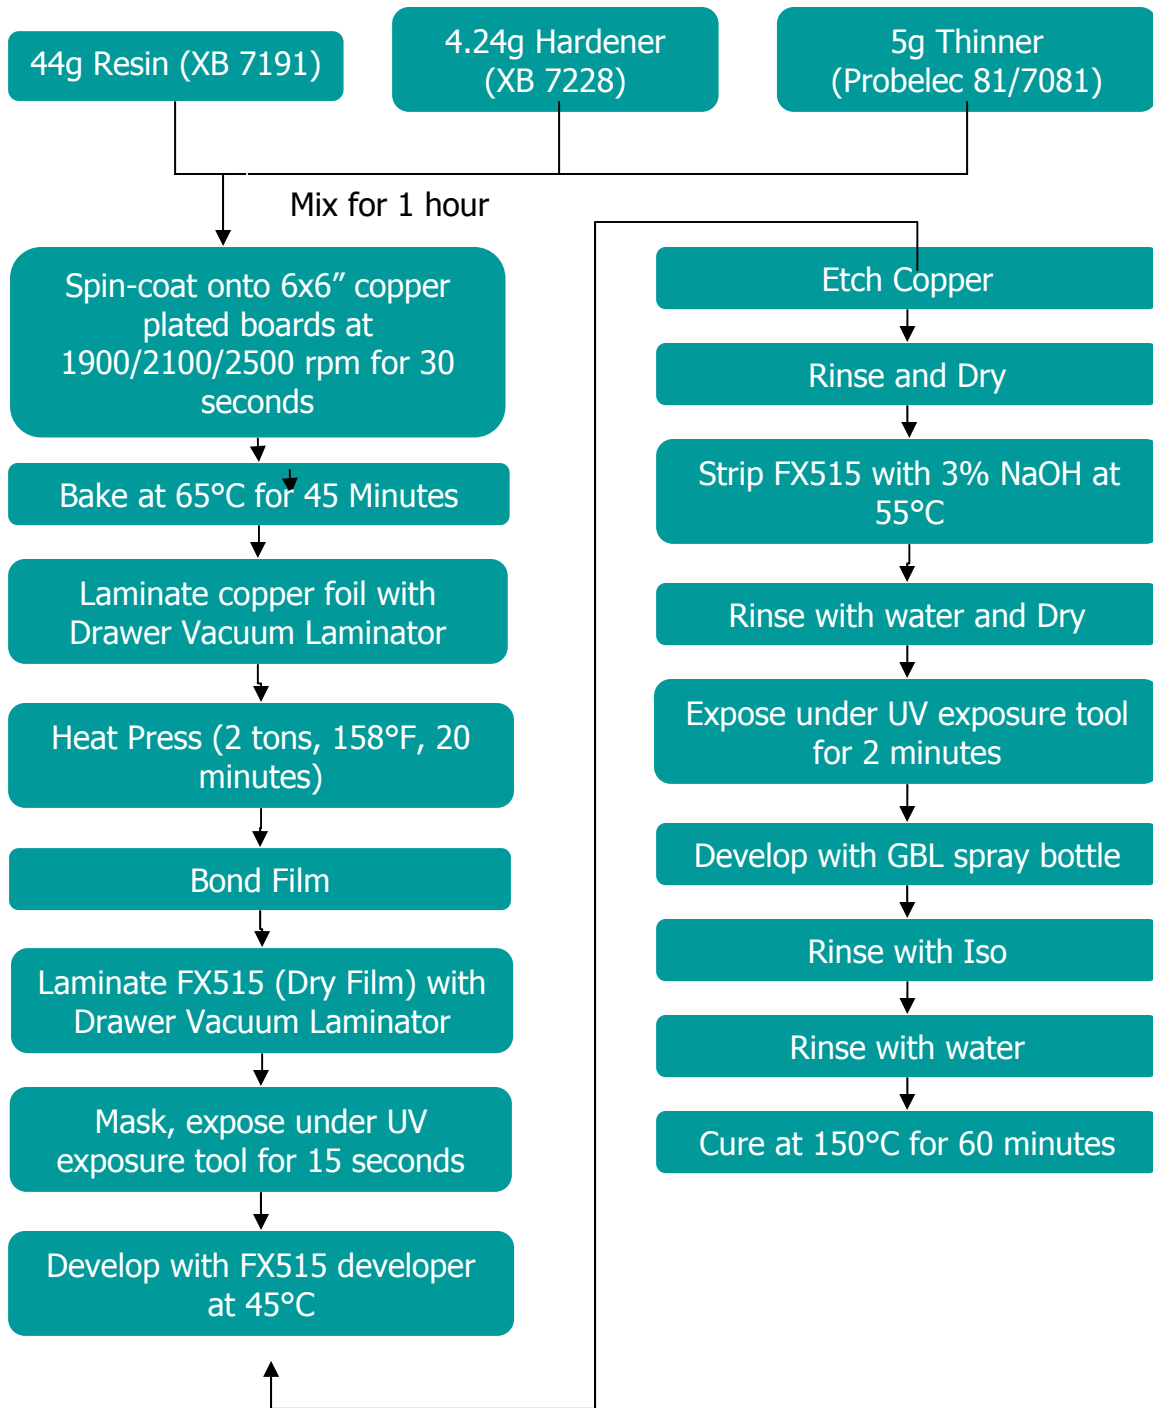 44g Resin (XB 7191)
4.24g Hardener
(XB 7228)
5g Thinner
(Probelec 81/7081)
Mix for 1 hour
Spin-coat onto 6x6” copper
plated boards at
1900/2100/2500 rpm for 30
seconds
Bake at 65°C for 45 Minutes
Laminate copper foil with
Drawer Vacuum Laminator
Heat Press (2 tons, 158°F, 20
minutes)
Bond Film
Laminate FX515 (Dry Film) with
Drawer Vacuum Laminator
Mask, expose under UV
exposure tool for 15 seconds
Develop with FX515 developer
at 45°C
Etch Copper
Rinse and Dry
Strip FX515 with 3% NaOH at
55°C
Rinse with water and Dry
Expose under UV exposure tool
for 2 minutes
Develop with GBL spray bottle
Rinse with Iso
Rinse with water
Cure at 150°C for 60 minutes